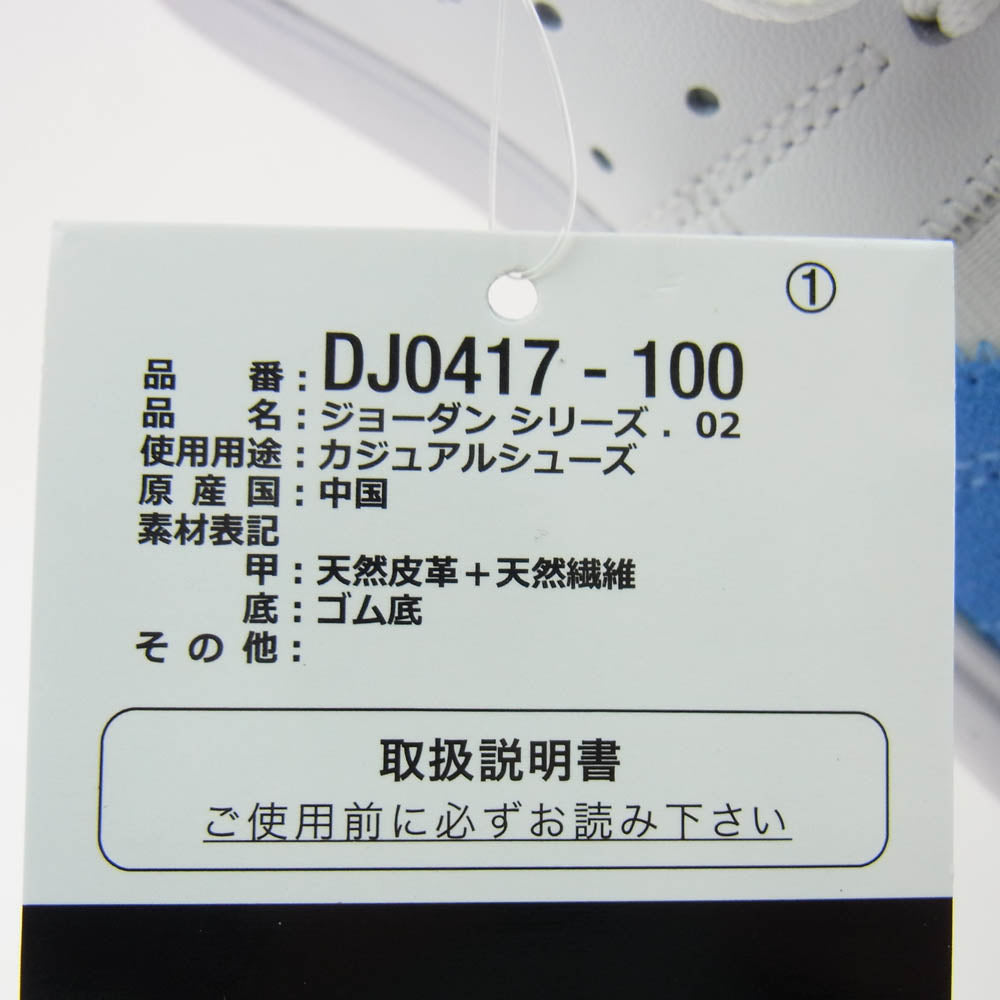 ①
品 番 : DJ0417 - 100
品 名 : ジョーダン シリーズ . 02
使用用途 : カジュアルシューズ
原 産 国 : 中国
素材表記
甲 : 天然皮革＋天然繊維
底 : ゴム底
そ の 他 :
取扱説明書
ご使用前に必ずお読み下さい